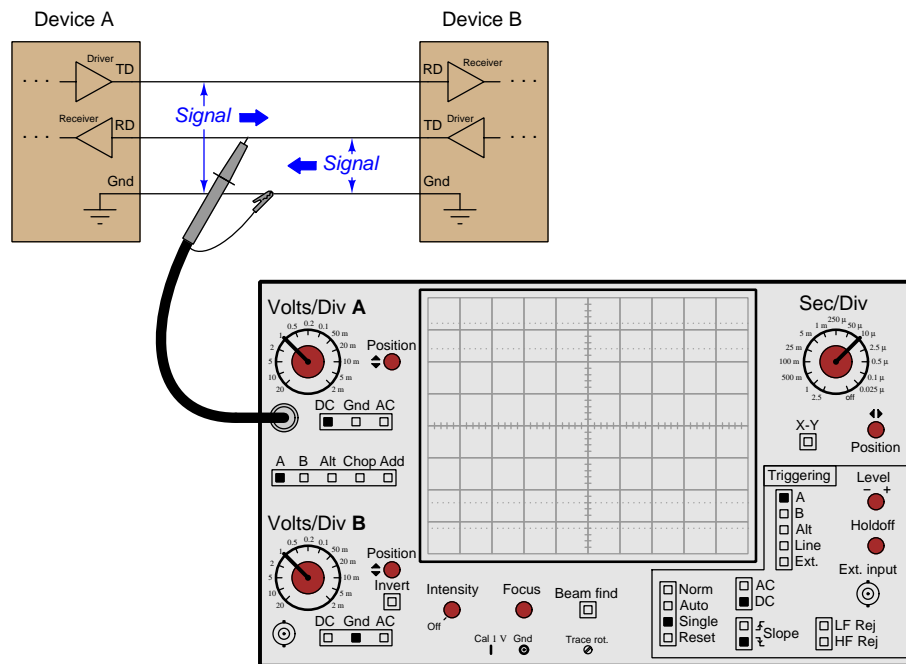 Device A
Device B
Driver
TD
RD
Receiver
Signal
Receiver
RD
TD
Driver
Signal
Gnd
Gnd
Volts/Div A
0.5 0.2 0.1
1 50 m
2 20 m
5 10 m
10 5 m
20 2 m
Position
DC Gnd AC
A B Alt Chop Add
Volts/Div B
0.5 0.2 0.1
1 50 m
2 20 m
5 10 m
10 5 m
20 2 m
Position
Invert
DC Gnd AC
Intensity
Off
Focus
Beam find
Cal 1 V Gnd
Trace rot.
Sec/Div
250 µ
1 m 50 µ
5 m 10 µ
25 m 2.5 µ
100 m 0.5 µ
500 m 0.1 µ
1 0.025 µ
2.5 off
X-Y
Position
Triggering
A
B
Alt
Line
Ext.
Level
– +
Holdoff
Ext. input
Norm
Auto
Single
Reset
AC
DC
Slope
LF Rej
HF Rej